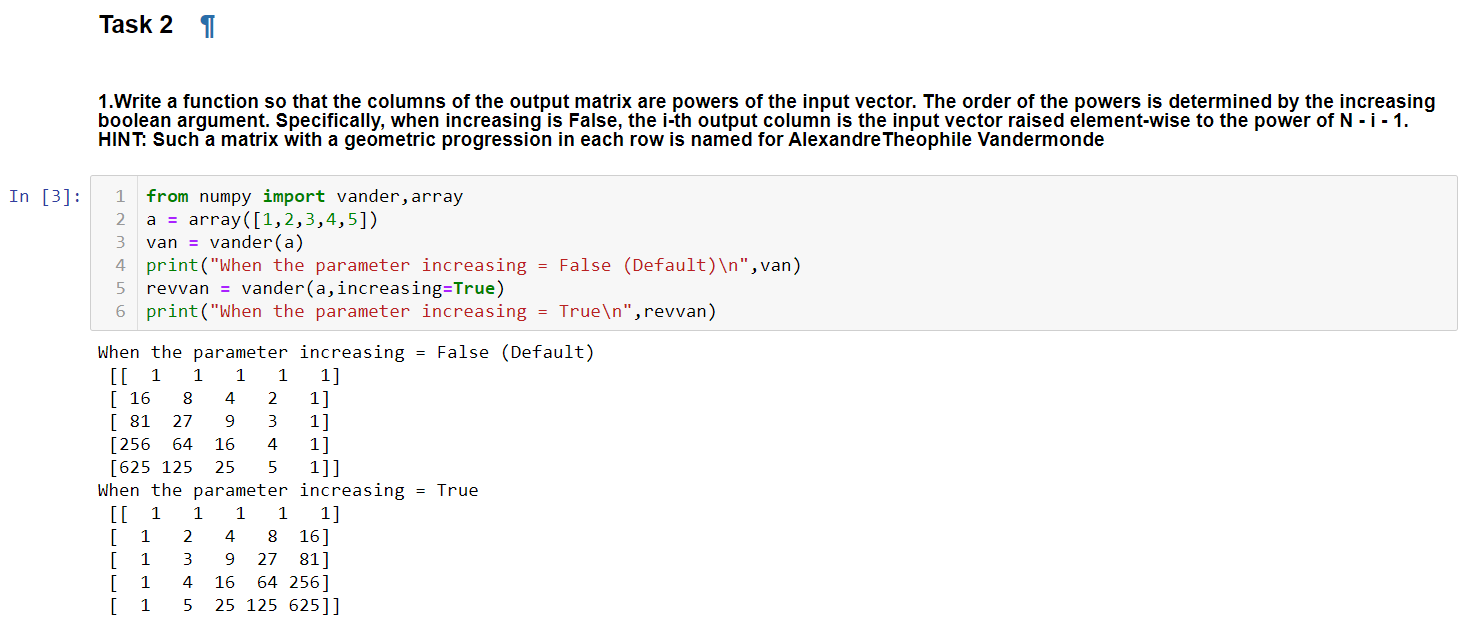 Task 2 ¶
1.Write a function so that the columns of the output matrix are powers of the input vector. The order of the powers is determined by the increasing
boolean argument. Specifically, when increasing is False, the i-th output column is the input vector raised element-wise to the power of N - i - 1.
HINT: Such a matrix with a geometric progression in each row is named for AlexandreTheophile Vandermonde
In [3]:
1 from numpy import vander,array
2 a = array([1,2,3,4,5])
3 van = vander(a)
4 print("When the parameter increasing = False (Default)\n",van)
5 revvan = vander(a,increasing=True)
6 print("When the parameter increasing = True\n",revvan)
When the parameter increasing = False (Default)
[[  1   1   1   1   1]
[ 16   8   4   2   1]
[ 81  27   9   3   1]
[256  64  16   4   1]
[625 125  25   5   1]]
When the parameter increasing = True
[[  1   1   1   1   1]
[  1   2   4   8  16]
[  1   3   9  27  81]
[  1   4  16  64 256]
[  1   5  25 125 625]]